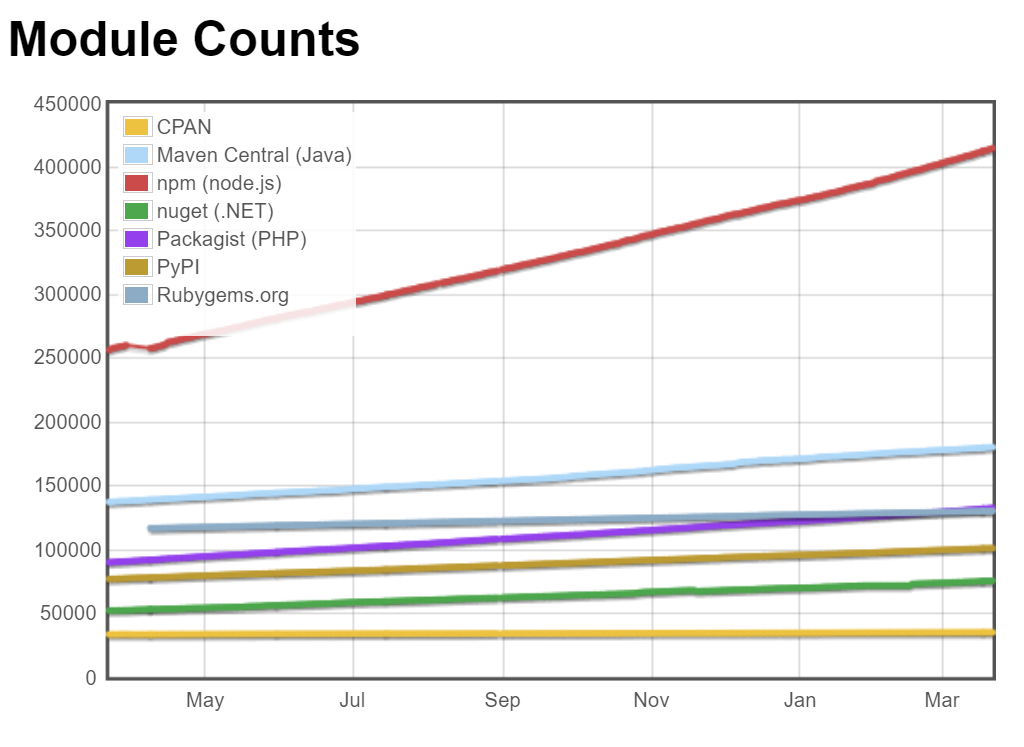 Module Counts
450000
400000
350000
300000
250000
200000
150000
100000
50000
0
CPAN
Maven Central (Java)
npm (node.js)
nuget (.NET)
Packagist (PHP)
PyPI
Rubygems.org
May Jul Sep Nov Jan Mar